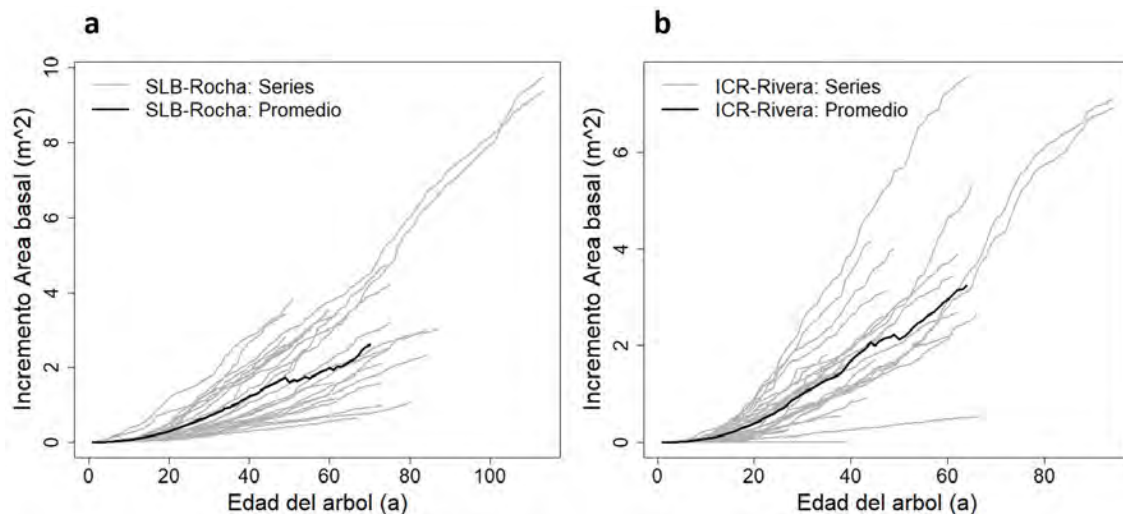 a
10
8
6
4
2
0
Incremento Area basal (m^2)
SLB-Rocha: Series
SLB-Rocha: Promedio
0 20 40 60 80 100
Edad del arbol (a)
b
6
4
2
0
Incremento Area basal (m^2)
ICR-Rivera: Series
ICR-Rivera: Promedio
0 20 40 60 80
Edad del arbol (a)